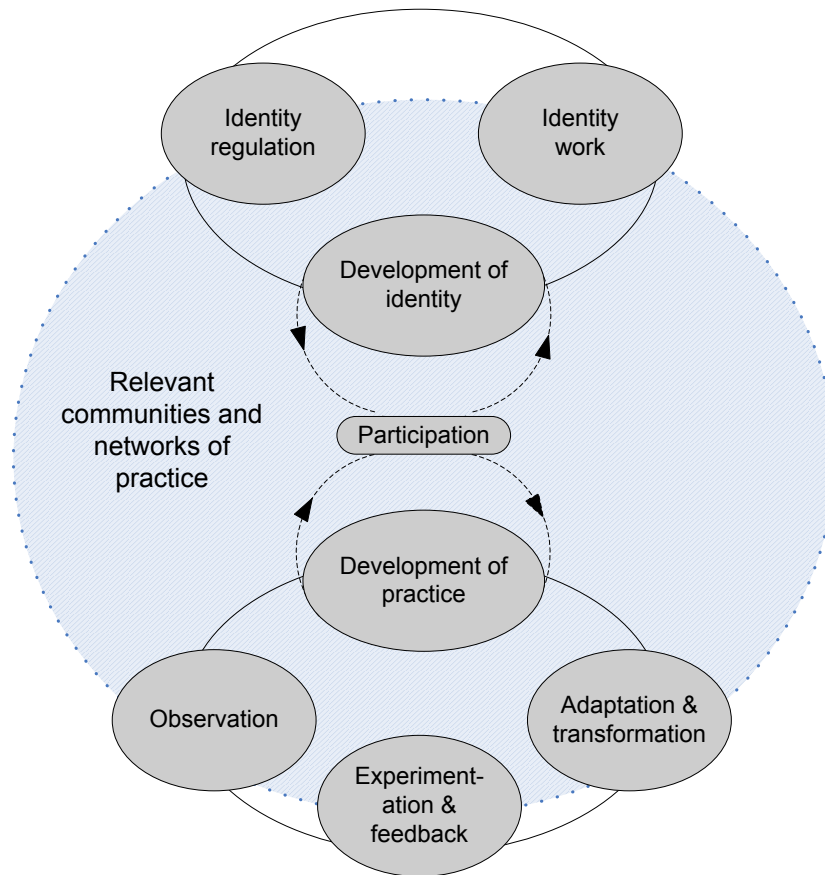 Identity
regulation
Identity
work
Development of
identity
Relevant
communities and
networks of
practice
Participation
Development of
practice
Observation
Adaptation &
transformation
Experiment-
ation &
feedback